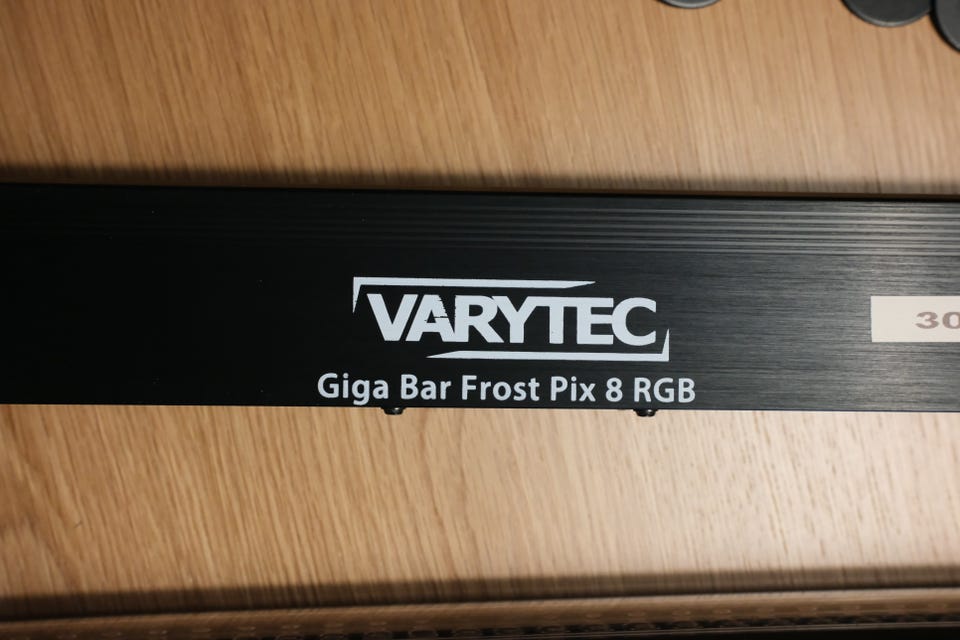 VARYTEC
Giga Bar Frost Pix 8 RGB
30